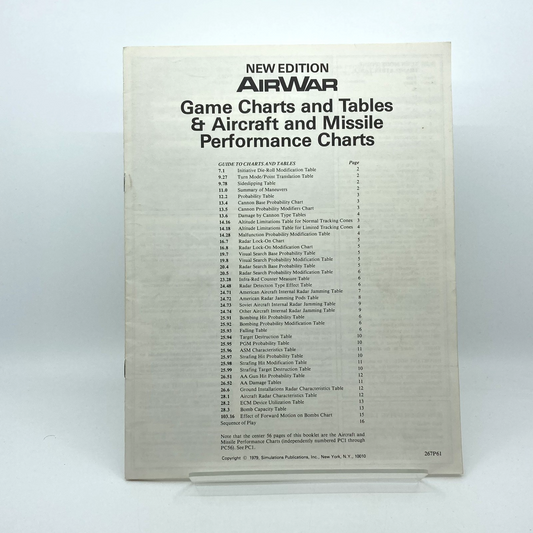 NEW EDITION
AIRWAR
Game Charts and Tables
& Aircraft and Missile
Performance Charts
GUIDE TO CHARTS AND TABLES Page
7.1 Initiative Die-Roll Modification Table 2
9.27 Turn Mode/Point Translation Table 2
9.78 Sideslipping Table 2
11.0 Summary of Maneuvers 2
12.2 Probability Table 3
13.4 Cannon Base Probability Chart 3
13.5 Cannon Probability Modifiers Chart 3
13.6 Damage by Cannon Type Tables 4
14.16 Altitude Limitations Table for Normal Tracking Cones 3
14.18 Altitude Limitations Table for Limited Tracking Cones 4
14.28 Malfunction Probability Modification Table 4
16.7 Radar Lock-On Chart 5
16.8 Radar Lock-On Modification Chart 5
19.7 Visual Search Base Probability Table 5
19.8 Visual Search Probability Modification Table 5
20.4 Radar Search Base Probability Table 5
20.5 Radar Search Probability Modification Table 6
23.28 Infra-Red Counter Measure Table 6
24.48 Radar Detection Type Effect Table 6
24.71 American Aircraft Internal Radar Jamming Table 7
24.72 American Radar Jamming Pods Table 8
24.73 Soviet Aircraft Internal Radar Jamming Table 9
24.74 Other Aircraft Internal Radar Jamming Table 9
25.91 Bombing Hit Probability Table 6
25.92 Bombing Probability Modification Table 6
25.93 Falling Table 6
25.94 Target Destruction Table 10
25.95 PGM Probability Table 10
25.96 ASM Characteristics Table 11
25.97 Strafing Hit Probability Table 11
25.98 Strafing Hit Modification Table 11
25.99 Strafing Target Destruction Table 10
26.51 AA Gun Hit Probability Table 12
26.52 AA Damage Tables 11
26.6 Ground Installations Radar Characteristics Table 12
28.1 Aircraft Radar Characteristics Table 12
28.2 ECM Device Utilization Table 13
28.3 Bomb Capacity Table 13
103.16 Effect of Forward Motion on Bombs Chart 15
Sequence of Play 16
Note that the center 56 pages of this booklet are the Aircraft and
Missile Performance Charts (independently numbered PC1 through
PC56). See PC1.
Copyright © 1979, Simulations Publications, Inc., New York, N.Y., 10010
267P61